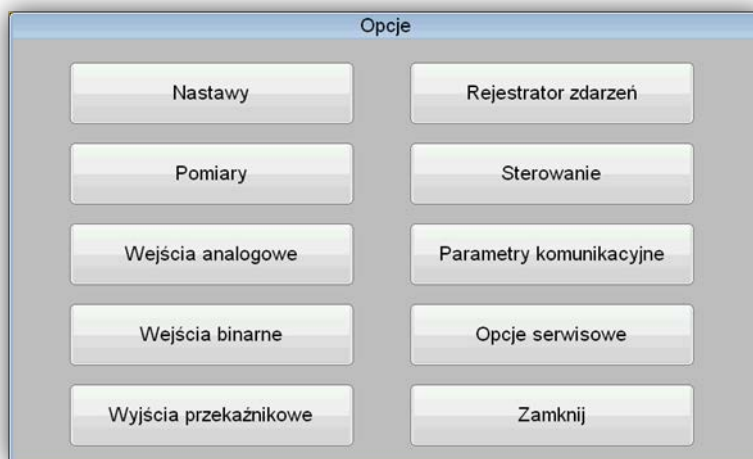 Opcje
Nastawy
Rejestrator zdarzeń
Pomiary
Sterowanie
Wejścia analogowe
Parametry komunikacyjne
Wejścia binarne
Opcje serwisowe
Wyjścia przekaźnikowe
Zamknij